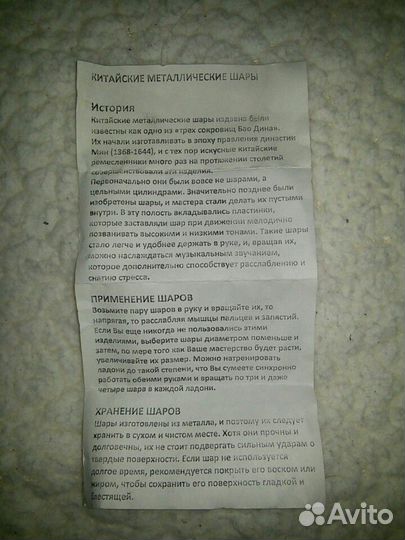 КИТАЙСКИЕ МЕТАЛЛИЧЕСКИЕ ШАРЫ
История
Китайские металлические шары издавна были
известны как одно из «трех сокровищ Бао Дина».
Их начали изготавливать в эпоху правления династии
Мин (1368-1644), и с тех пор искусные китайские
ремесленники много раз на протяжении столетий
совершенствовали эти изделия.
Первоначально они были вовсе не шарами, а
цельными цилиндрами. Значительно позднее были
изобретены шары, и мастера стали делать их пустыми
внутри. В эту полость вкладывались пластинки,
которые заставляли шар при движении мелодично
позванивать высокими и низкими тонами. Такие шары
стало легче и удобнее держать в руке, и, вращая их,
можно наслаждаться музыкальным звучанием,
которое дополнительно способствует расслаблению и
снятию стресса.
ПРИМЕНЕНИЕ ШАРОВ
Возьмите пару шаров в руку и вращайте их, то
напрягая, то расслабляя мышцы пальцев и запястий.
Если Вы еще никогда не пользовались этими
изделиями, выберите шары диаметром поменьше и
затем, по мере того как Ваше мастерство будет расти,
увеличивайте их размер. Можно натренировать
ладони до такой степени, что Вы сумеете синхронно
работать обеими руками и вращать по три и даже
четыре шара в каждой ладони.
ХРАНЕНИЕ ШАРОВ
Шары изготовлены из металла, и поэтому их следует
хранить в сухом и чистом месте. Хотя они прочны и
долговечны, их не стоит подвергать сильным ударам о
твердые поверхности. Если шар не используется
долгое время, рекомендуется покрыть его воском или
жиром, чтобы сохранить его поверхность гладкой и
блестящей.
Avito